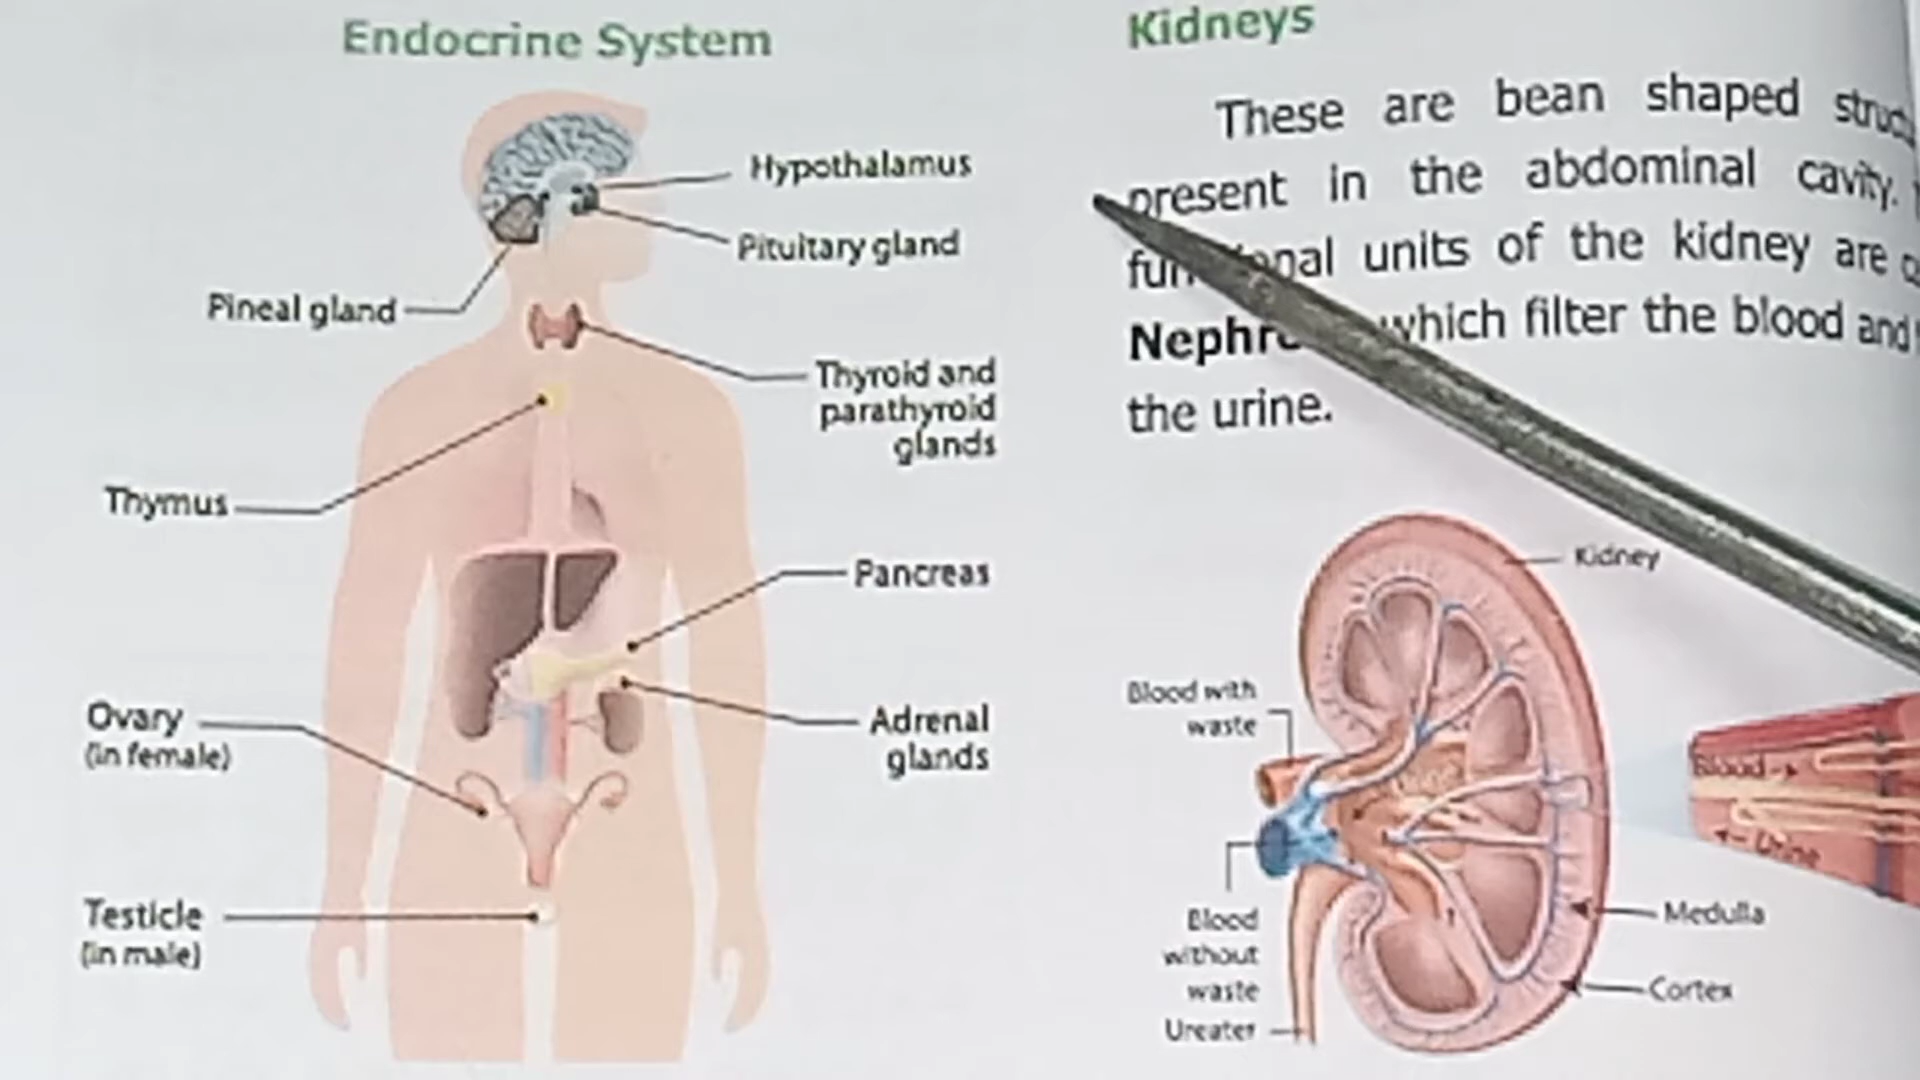 Endocrine System
Hypothalamus
Pituitary gland
Pineal gland
Thyroid and
parathyroid
glands
Thymus
Pancreas
Ovary
(in female)
Adrenal
glands
Testicle
(in male)
Kidneys
These are bean shaped
present in the abdominal cavity.
units of the kidney are
which filter the blood and
the urine.
Kidney
Blood with
waste
Blood
without
waste
Ureater
Blood
Urine
Medulla
Cortex